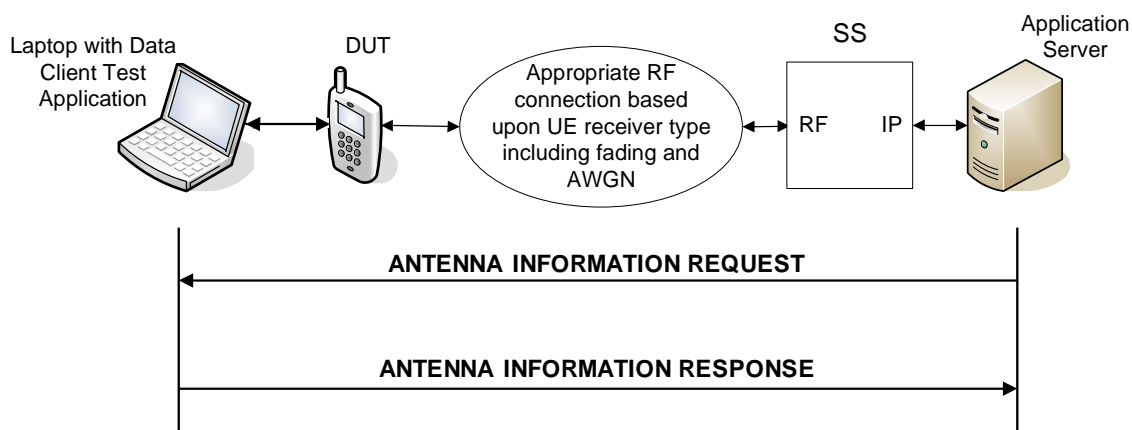 Laptop with Data
Client Test
Application
DUT
Appropriate RF
connection based
upon UE receiver type
including fading and
AWGN
SS
RF
IP
Application
Server
ANTENNA INFORMATION REQUEST
ANTENNA INFORMATION RESPONSE